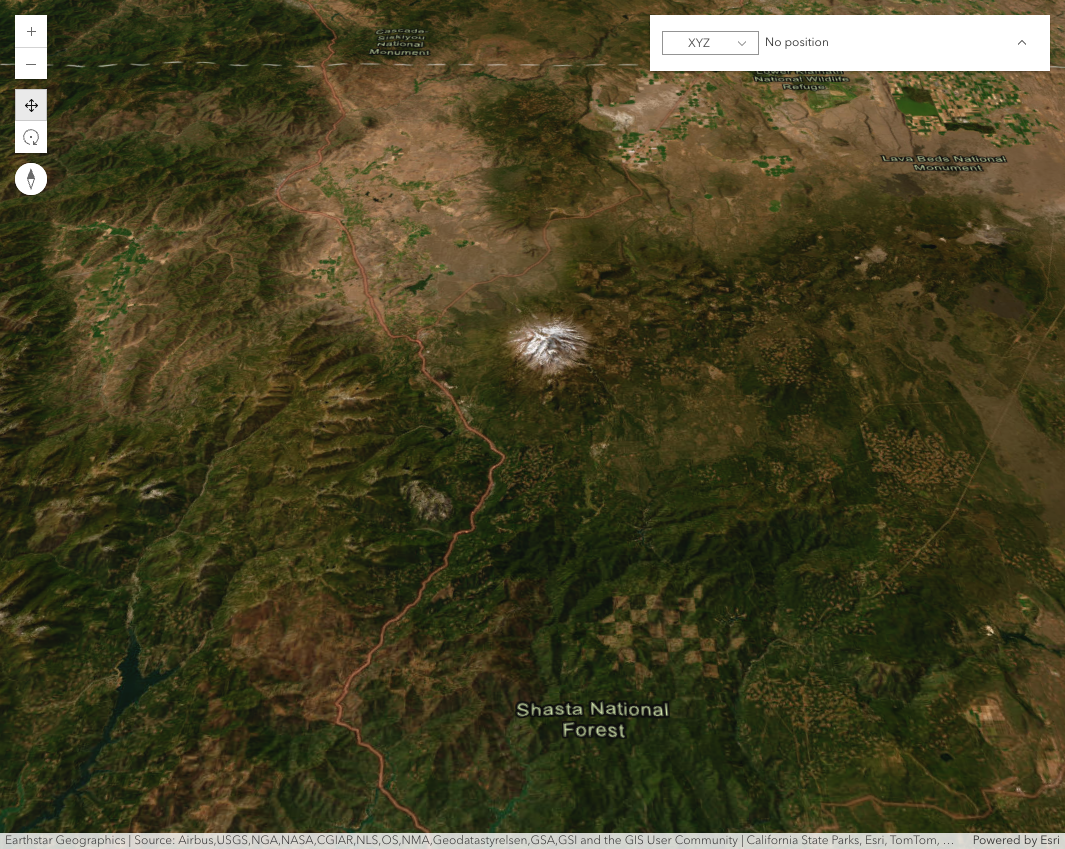 +
XYZ
No position
−
Cascade
Siskiyou
National
Monument
Lower Klamath
National Wildlife
Refuge
Lava Beds National
Monument
Shasta National
Forest
Earthstar Geographics | Source: Airbus,USGS,NGA,NASA,CGIAR,NLS,OS,NMA,Geodatastyrelsen,GSA,GSI and the GIS User Community | California State Parks, Esri, TomTom, …
Powered by Esri